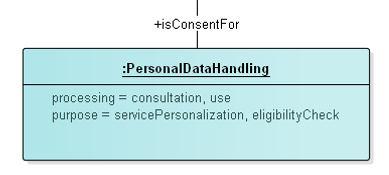 +isConsentFor
:PersonalDataHandling
processing = consultation, use
purpose = servicePersonalization, eligibilityCheck